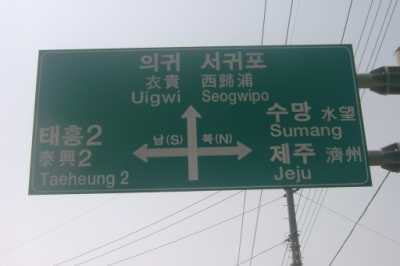 의귀 서귀포
衣貴 西歸浦
Uigwi Seogwipo
태흥2
泰興2
Taeheung 2
남(S) 북(N)
수망 水望
Sumang
제주 濟州
Jeju